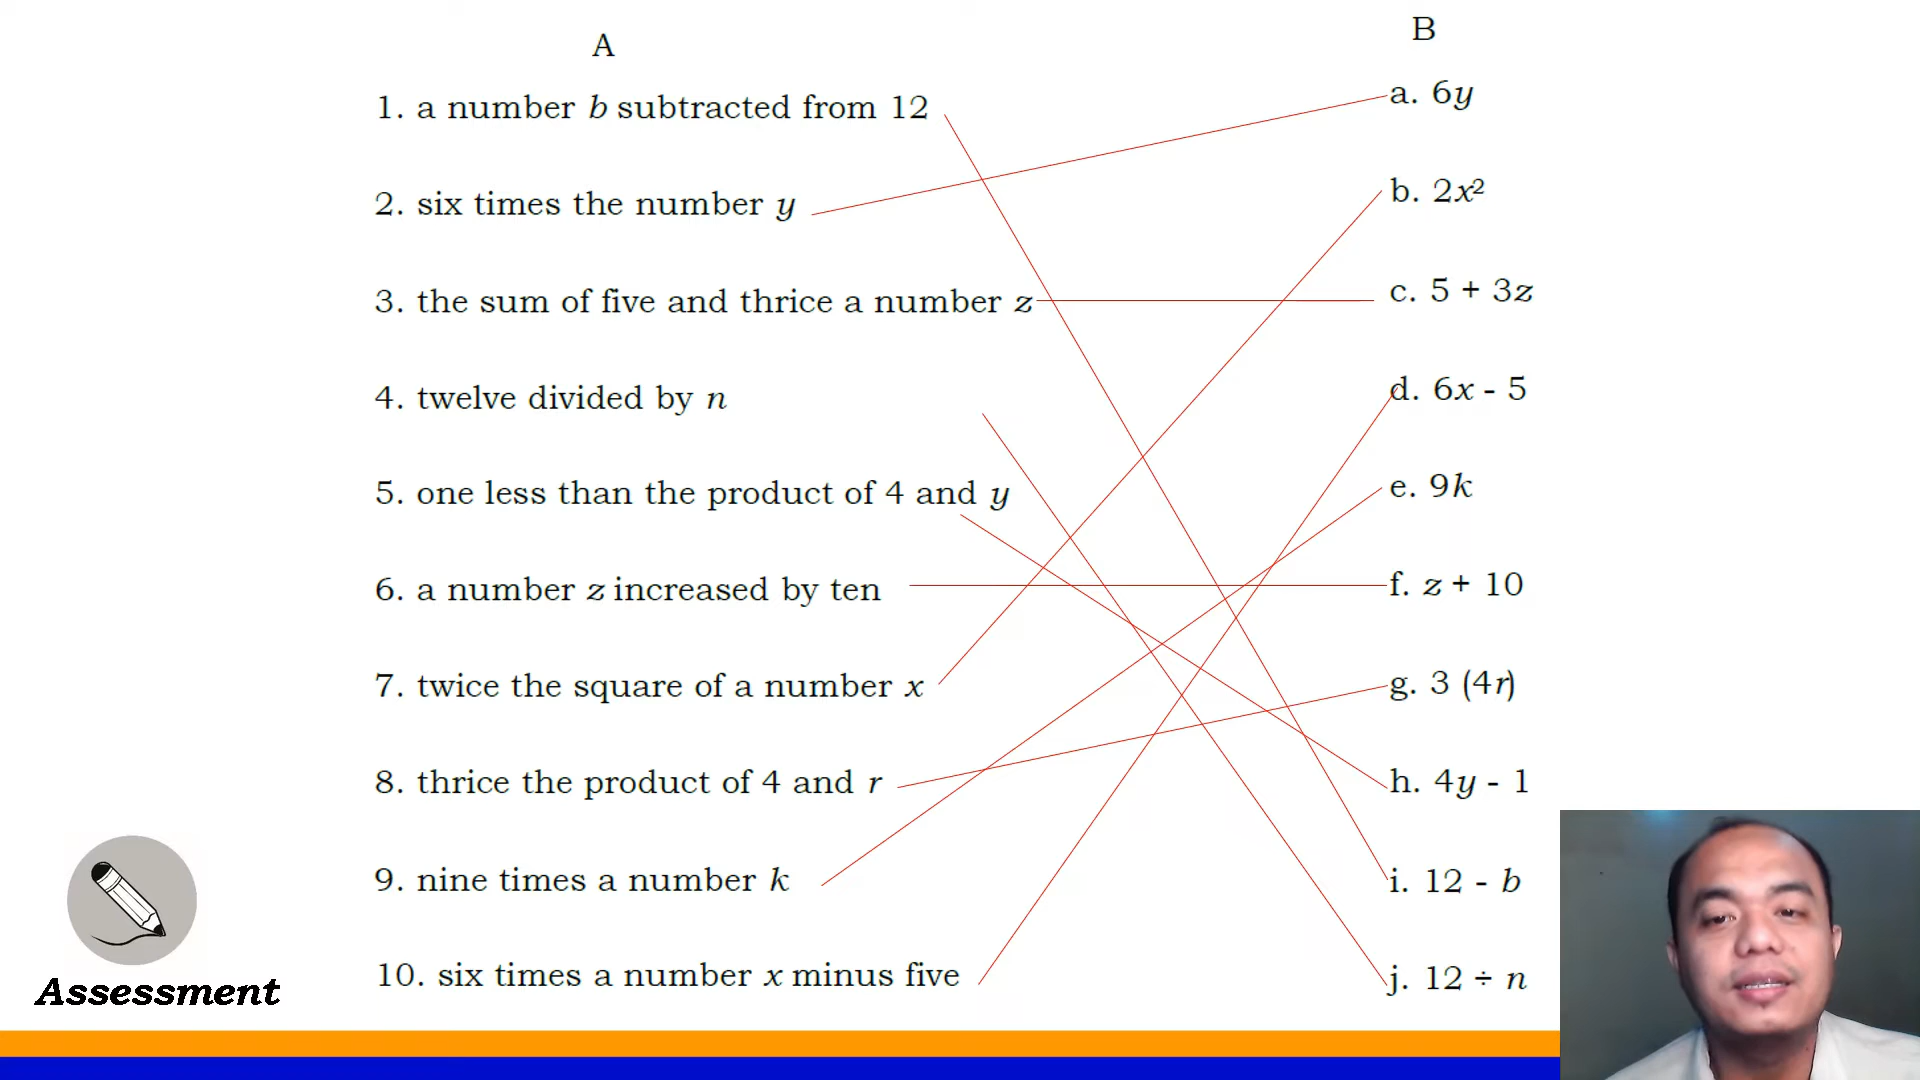 A
B
1. a number b subtracted from 12
a. 6y
2. six times the number y
b. 2x²
3. the sum of five and thrice a number z
c. 5 + 3z
4. twelve divided by n
d. 6x - 5
5. one less than the product of 4 and y
e. 9k
6. a number z increased by ten
f. z + 10
7. twice the square of a number x
g. 3 (4r)
8. thrice the product of 4 and r
h. 4y - 1
9. nine times a number k
i. 12 - b
10. six times a number x minus five
j. 12 ÷ n
Assessment